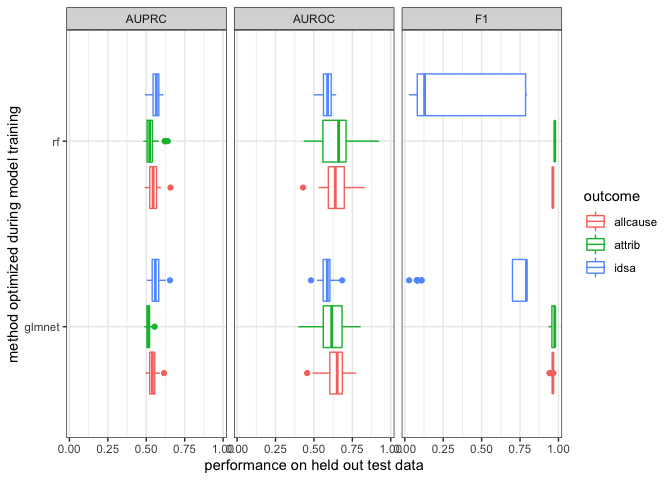 AUPRC AUROC F1
rf
glmnet
method optimized during model training
0.00 0.25 0.50 0.75 1.00 0.00 0.25 0.50 0.75 1.00 0.00 0.25 0.50 0.75 1.00
performance on held out test data
outcome
allcause
attrib
idsa